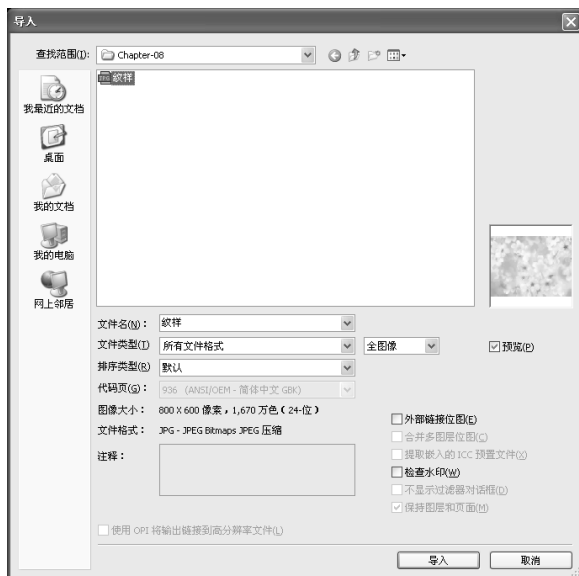 导入
查找范围(I): Chapter-08
纹样
我最近的文档
桌面
我的文档
我的电脑
网上邻居
文件名(N)： 纹样
文件类型(T) 所有文件格式 全图像 预览(P)
排序类型(R) 默认
代码页(G)： 936 (ANSI/OEM - 简体中文 GBK)
图像大小： 800 X 600 像素，1,670 万色（24-位）
文件格式： JPG - JPEG Bitmaps JPEG 压缩
注释：
外部链接位图(E)
合并多图层位图(C)
提取嵌入的 ICC 预置文件(X)
检查水印(W)
不显示过滤器对话框(D)
保持图层和页面(M)
使用 OPI 将输出链接到高分辨率文件(L)
导入 取消